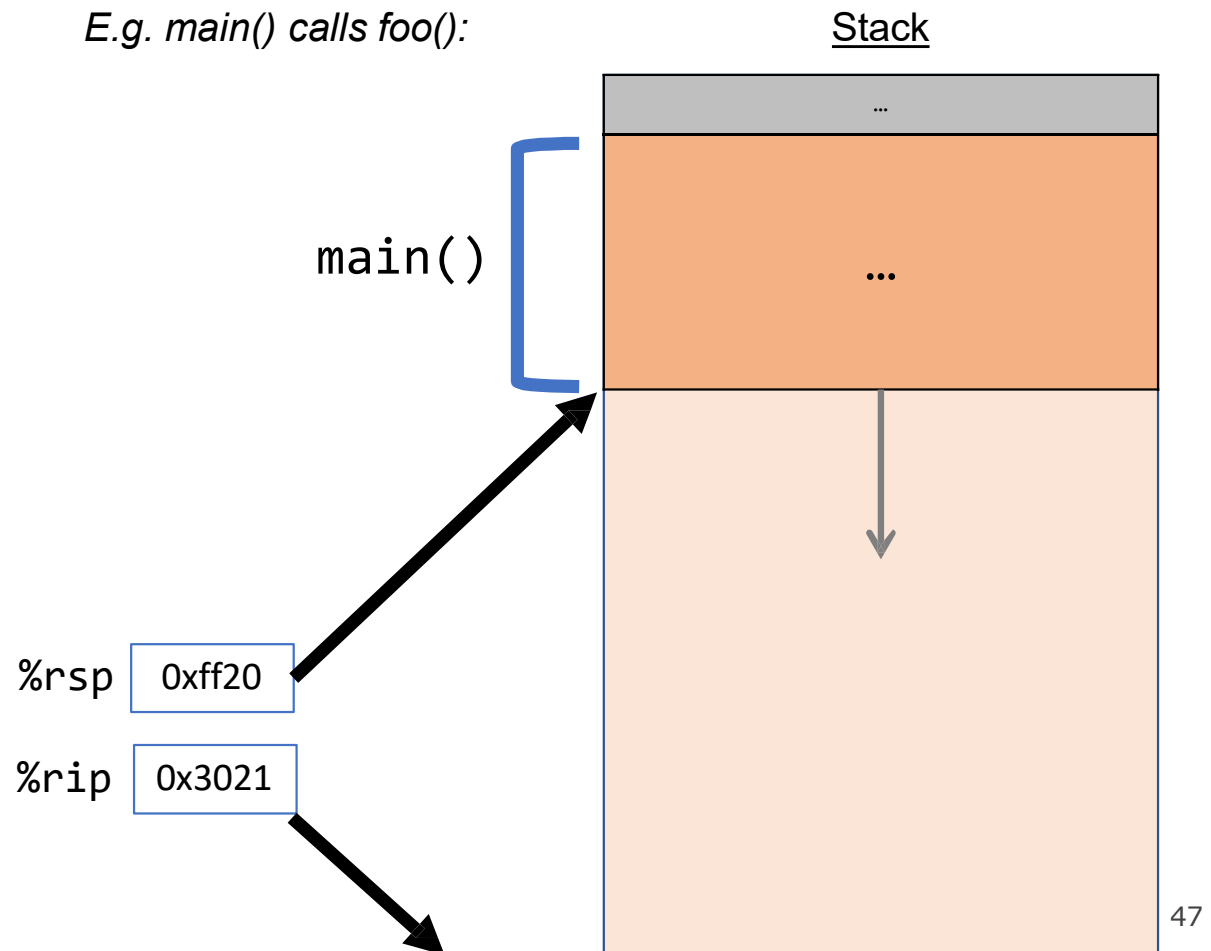 E.g. main() calls foo():
Stack
…
main()
…
%rsp 0xff20
%rip 0x3021
47